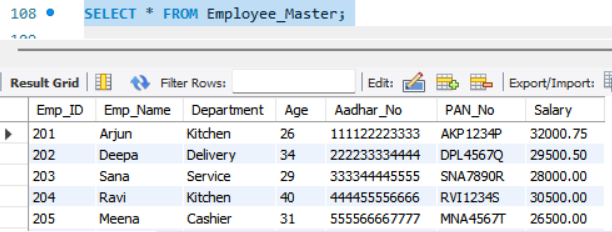 108 SELECT * FROM Employee_Master;
Result Grid Filter Rows: Edit: Export/Import:
Emp_ID Emp_Name Department Age Aadhar_No PAN_No Salary
201 Arjun Kitchen 26 111122223333 AKP1234P 32000.75
202 Deepa Delivery 34 222233334444 DPL4567Q 29500.50
203 Sana Service 29 333344445555 SNA7890R 28000.00
204 Ravi Kitchen 40 444455556666 RVI1234S 30500.00
205 Meena Cashier 31 555566667777 MNA4567T 26500.00